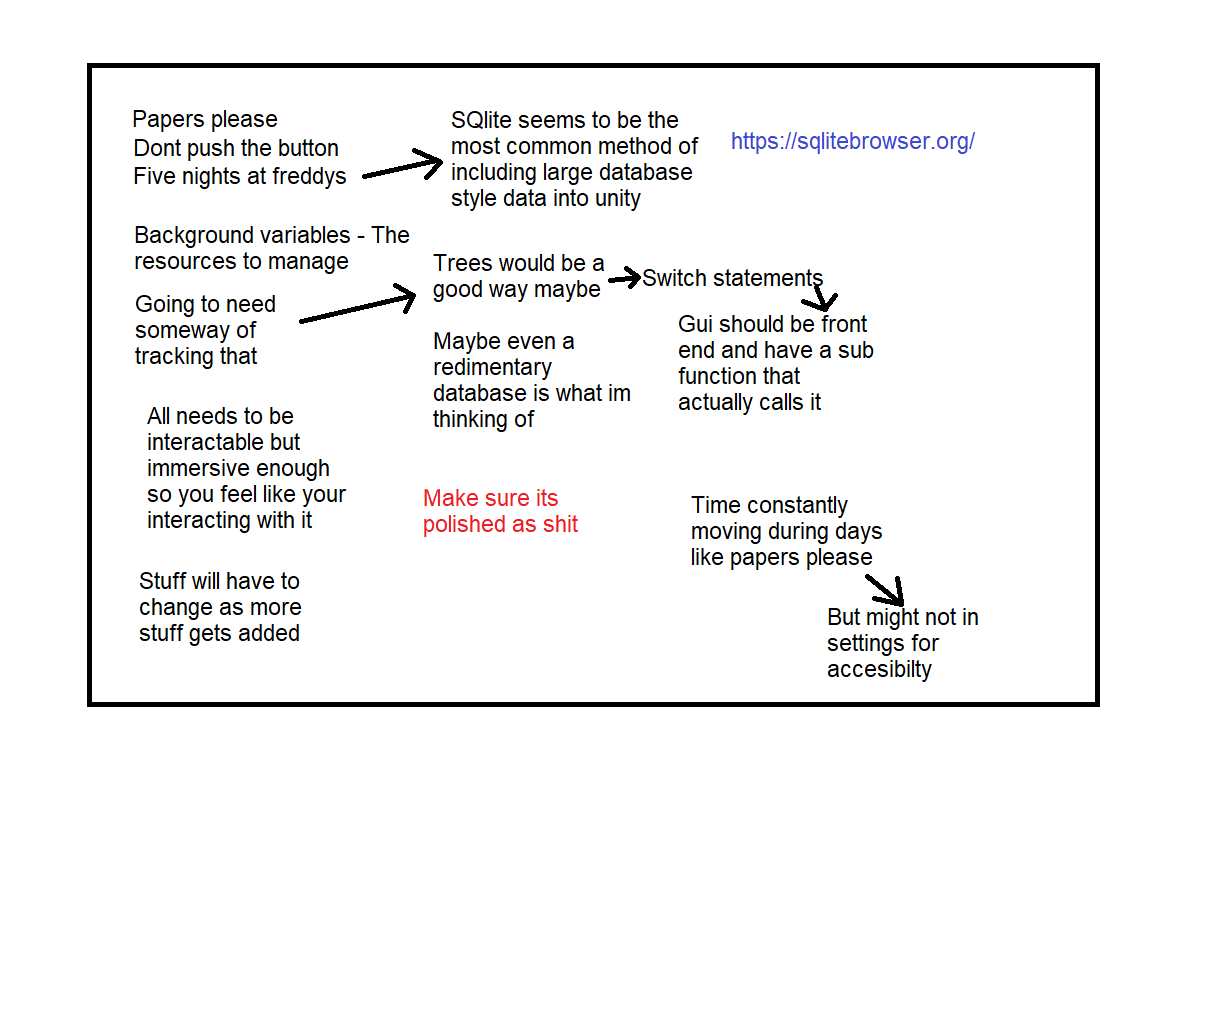 Papers please
Dont push the button
Five nights at freddys
SQlite seems to be the
most common method of
including large database
style data into unity
https://sqlitebrowser.org/
Background variables - The
resources to manage
Going to need
someway of
tracking that
Trees would be a
good way maybe
Switch statements
Gui should be front
end and have a sub
function that
actually calls it
Maybe even a
redimentary
database is what im
thinking of
All needs to be
interactable but
immersive enough
so you feel like your
interacting with it
Make sure its
polished as shit
Time constantly
moving during days
like papers please
But might not in
settings for
accesibilty
Stuff will have to
change as more
stuff gets added